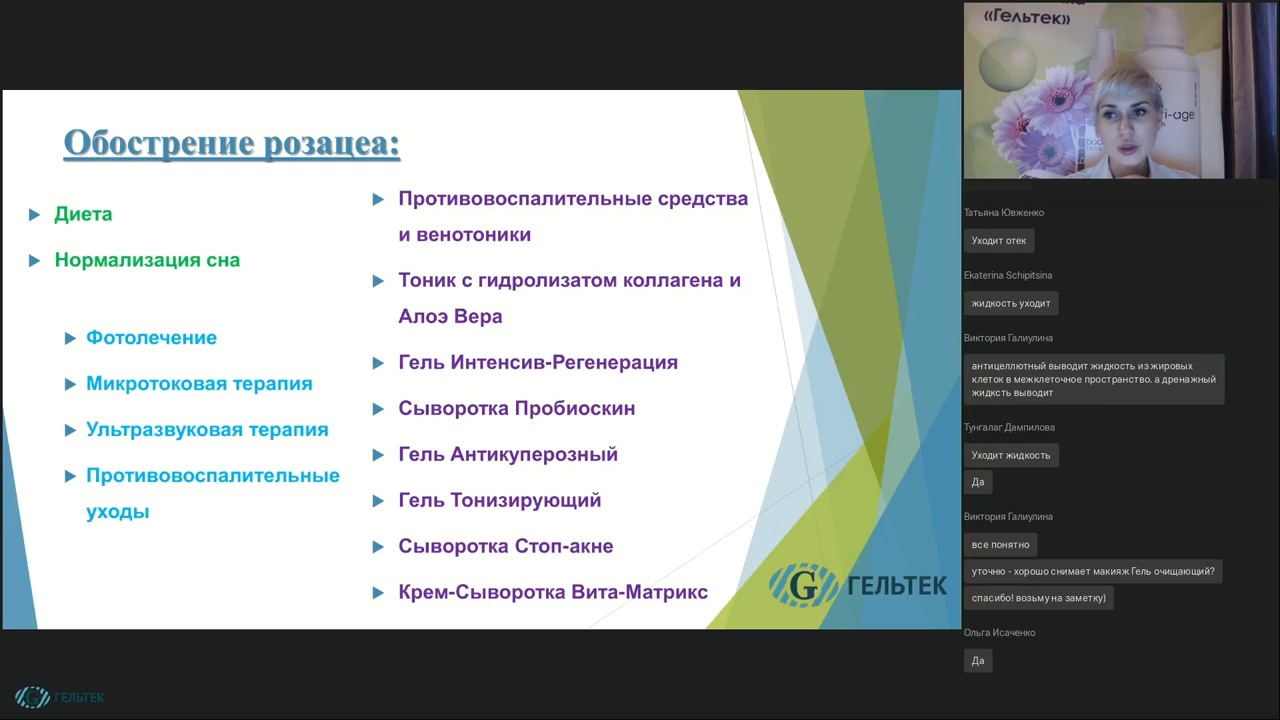 Обострение розацеа:
Диета
Нормализация сна
Фотолечение
Микротоковая терапия
Ультразвуковая терапия
Противовоспалительные
уходы
Противовоспалительные средства
и венотоники
Тоник с гидролизатом коллагена и
Алоэ Вера
Гель Интенсив-Регенерация
Сыворотка Пробиоскин
Гель Антикуперозный
Гель Тонизирующий
Сыворотка Стоп-акне
Крем-Сыворотка Вита-Матрикс
G ГЕЛЬТЕК
«Гельтек»
ti-age
Татьяна Ювженко
Уходит отек
Ekaterina Schipitsina
жидкость уходит
Виктория Галиулина
антицеллютный выводит жидкость из жировых
клеток в межклеточное пространство. а дренажный
жидксть выводит
Тунгалаг Дампилова
Уходит жидкость
Да
Виктория Галиулина
все понятно
уточню - хорошо снимает макияж Гель очищающий?
спасибо! возьму на заметку)
Ольга Исаченко
Да
G ГЕЛЬТЕК